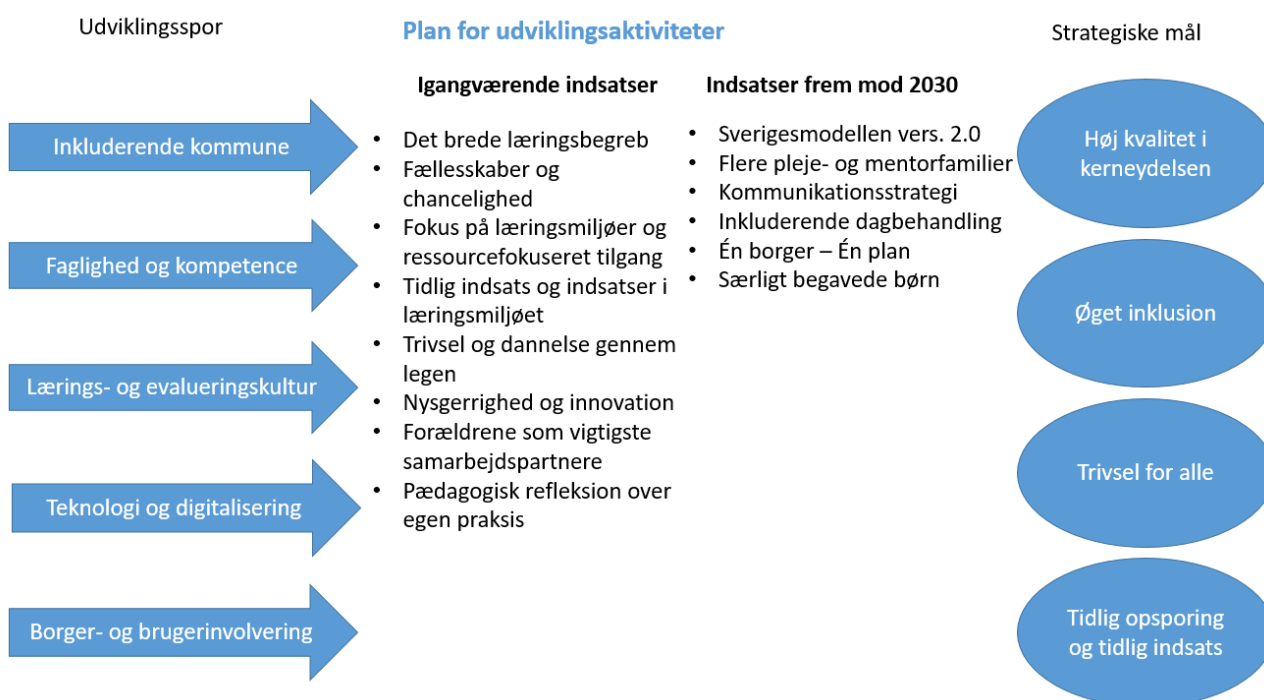 Udviklingsspor
Inkluderende kommune
Faglighed og kompetence
Lærings- og evalueringskultur
Teknologi og digitalisering
Borger- og brugerinvolvering
Plan for udviklingsaktiviteter
Igangværende indsatser
• Det brede læringsbegreb
• Fællesskaber og
chancelighed
• Fokus på læringsmiljøer og
ressourcefokuseret tilgang
• Tidlig indsats og indsatser i
læringsmiljøet
• Trivsel og dannelse gennem
legen
• Nysgerrighed og innovation
• Forældrene som vigtigste
samarbejdspartnere
• Pædagogisk refleksion over
egen praksis
Indsatser frem mod 2030
• Sverigesmodellen vers. 2.0
• Flere pleje- og mentorfamilier
• Kommunikationsstrategi
• Inkluderende dagbehandling
• Én borger – Én plan
• Særligt begavede børn
Strategiske mål
Høj kvalitet i
kerneydelsen
Øget inklusion
Trivsel for alle
Tidlig opsporing
og tidlig indsats